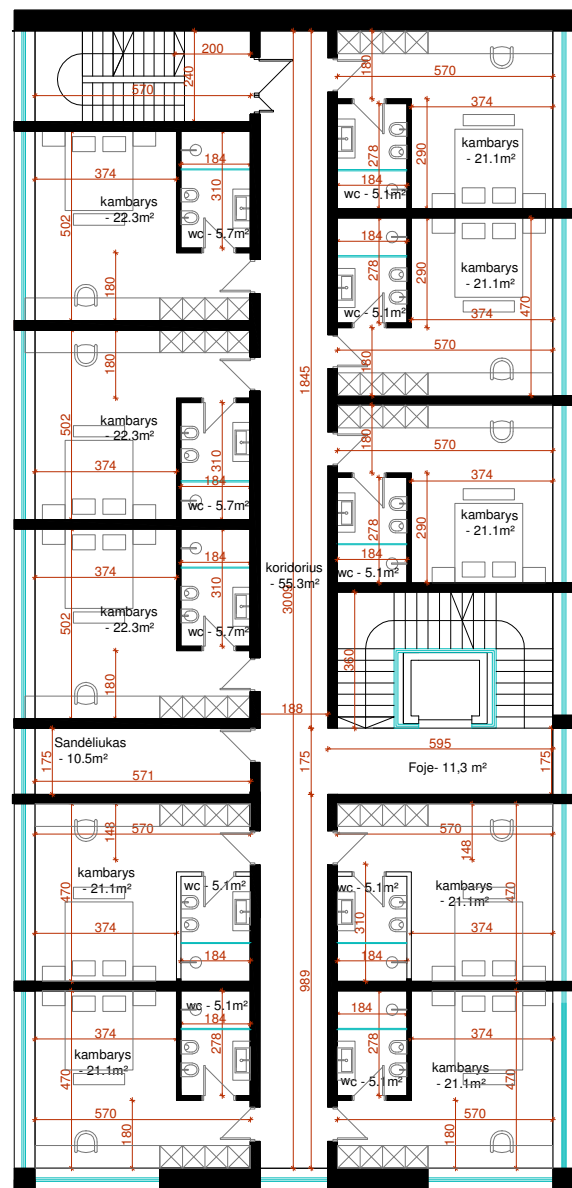 200
570
240
180
570
374
278
290
kambarys
- 21.1m²
184
wc - 5.1m²
502
374
kambarys
- 22.3m²
184
310
wc - 5.7m²
180
184
278
wc - 5.1m²
290
kambarys
- 21.1m²
374
470
570
180
180
502
374
kambarys
- 22.3m²
310
184
wc - 5.7m²
1845
180
570
374
278
290
kambarys
- 21.1m²
184
wc - 5.1m²
502
374
kambarys
- 22.3m²
184
310
wc - 5.7m²
180
koridorius
- 55.3m²
3009
360
188
Sandėliukas
- 10.5m²
175
571
175
595
Foje- 11,3 m²
175
148
570
kambarys
- 21.1m²
470
374
wc - 5.1m²
184
570
148
wc - 5.1m²
310
184
kambarys
- 21.1m²
470
374
989
wc - 5.1m²
184
278
374
kambarys
- 21.1m²
470
570
180
184
278
wc - 5.1m²
374
kambarys
- 21.1m²
470
570
180